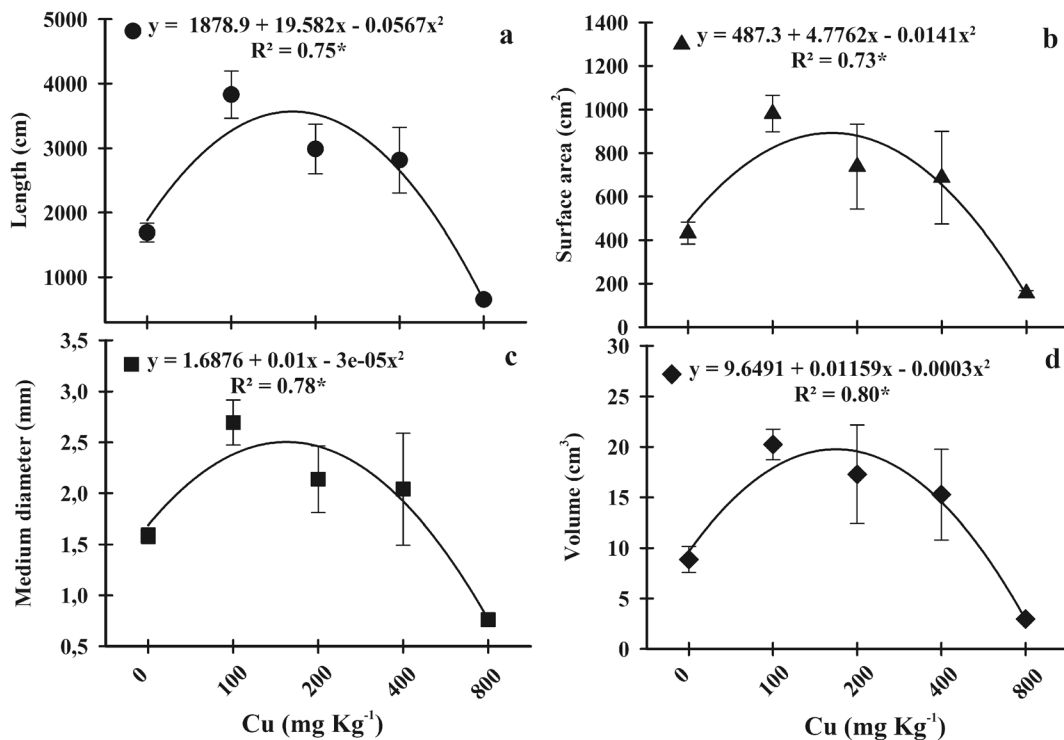 y = 1878.9 + 19.582x - 0.0567x²
R² = 0.75*
a
Length (cm)
5000
4000
3000
2000
1000
y = 487.3 + 4.7762x - 0.0141x²
R² = 0.73*
b
Surface area (cm²)
1400
1200
1000
800
600
400
200
0
y = 1.6876 + 0.01x - 3e-05x²
R² = 0.78*
c
Medium diameter (mm)
3,5
3.0
2.5
2.0
1.5
1.0
0,5
0
100
200
400
800
Cu (mg Kg⁻¹)
y = 9.6491 + 0.01159x - 0.0003x²
R² = 0.80*
d
Volume (cm³)
30
25
20
15
10
5
0
0
100
200
400
800
Cu (mg Kg⁻¹)